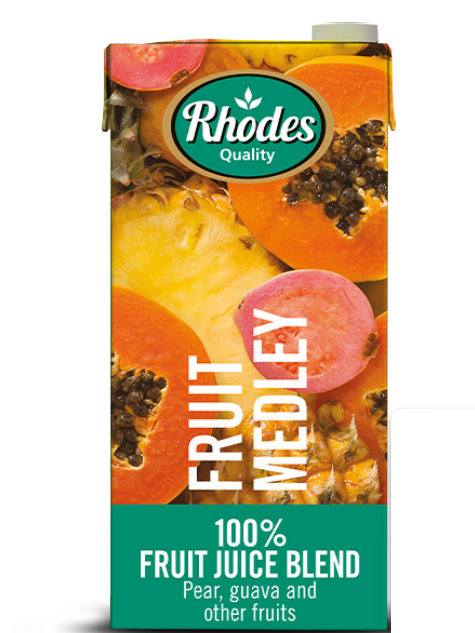 Rhodes
Quality
FRUIT
MEDLEY
100%
FRUIT JUICE BLEND
Pear, guava and
other fruits